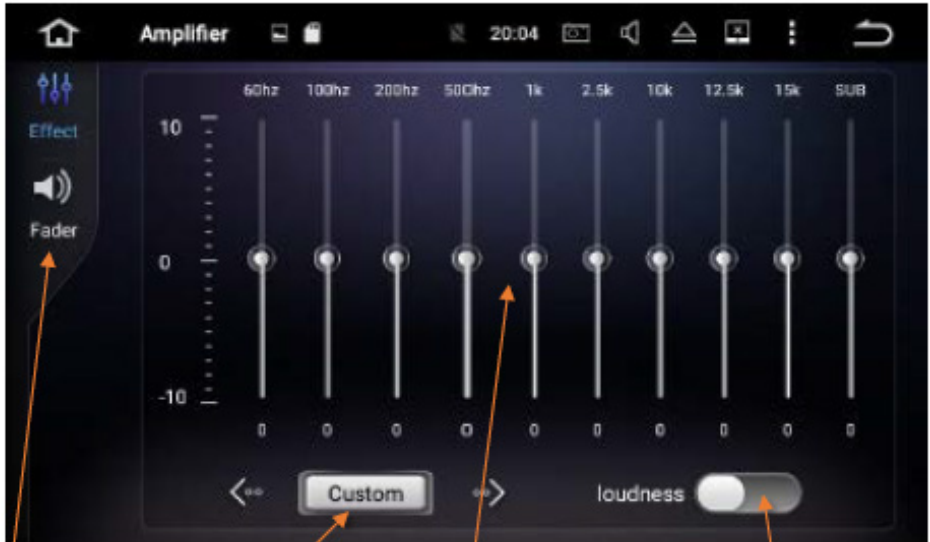 Amplifier 20:04
Effect
Fader
60hz 100hz 200hz 500hz 1k 2.5k 10k 12.5k 15k SUB
10
0
-10
0 0 0 0 0 0 0 0 0 0
Custom
loudness